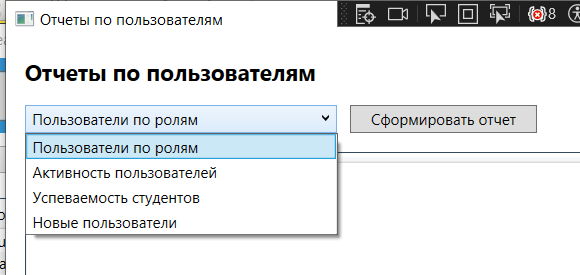 Отчеты по пользователям
8
Отчеты по пользователям
Пользователи по ролям
Сформировать отчет
Пользователи по ролям
Активность пользователей
Успеваемость студентов
Новые пользователи